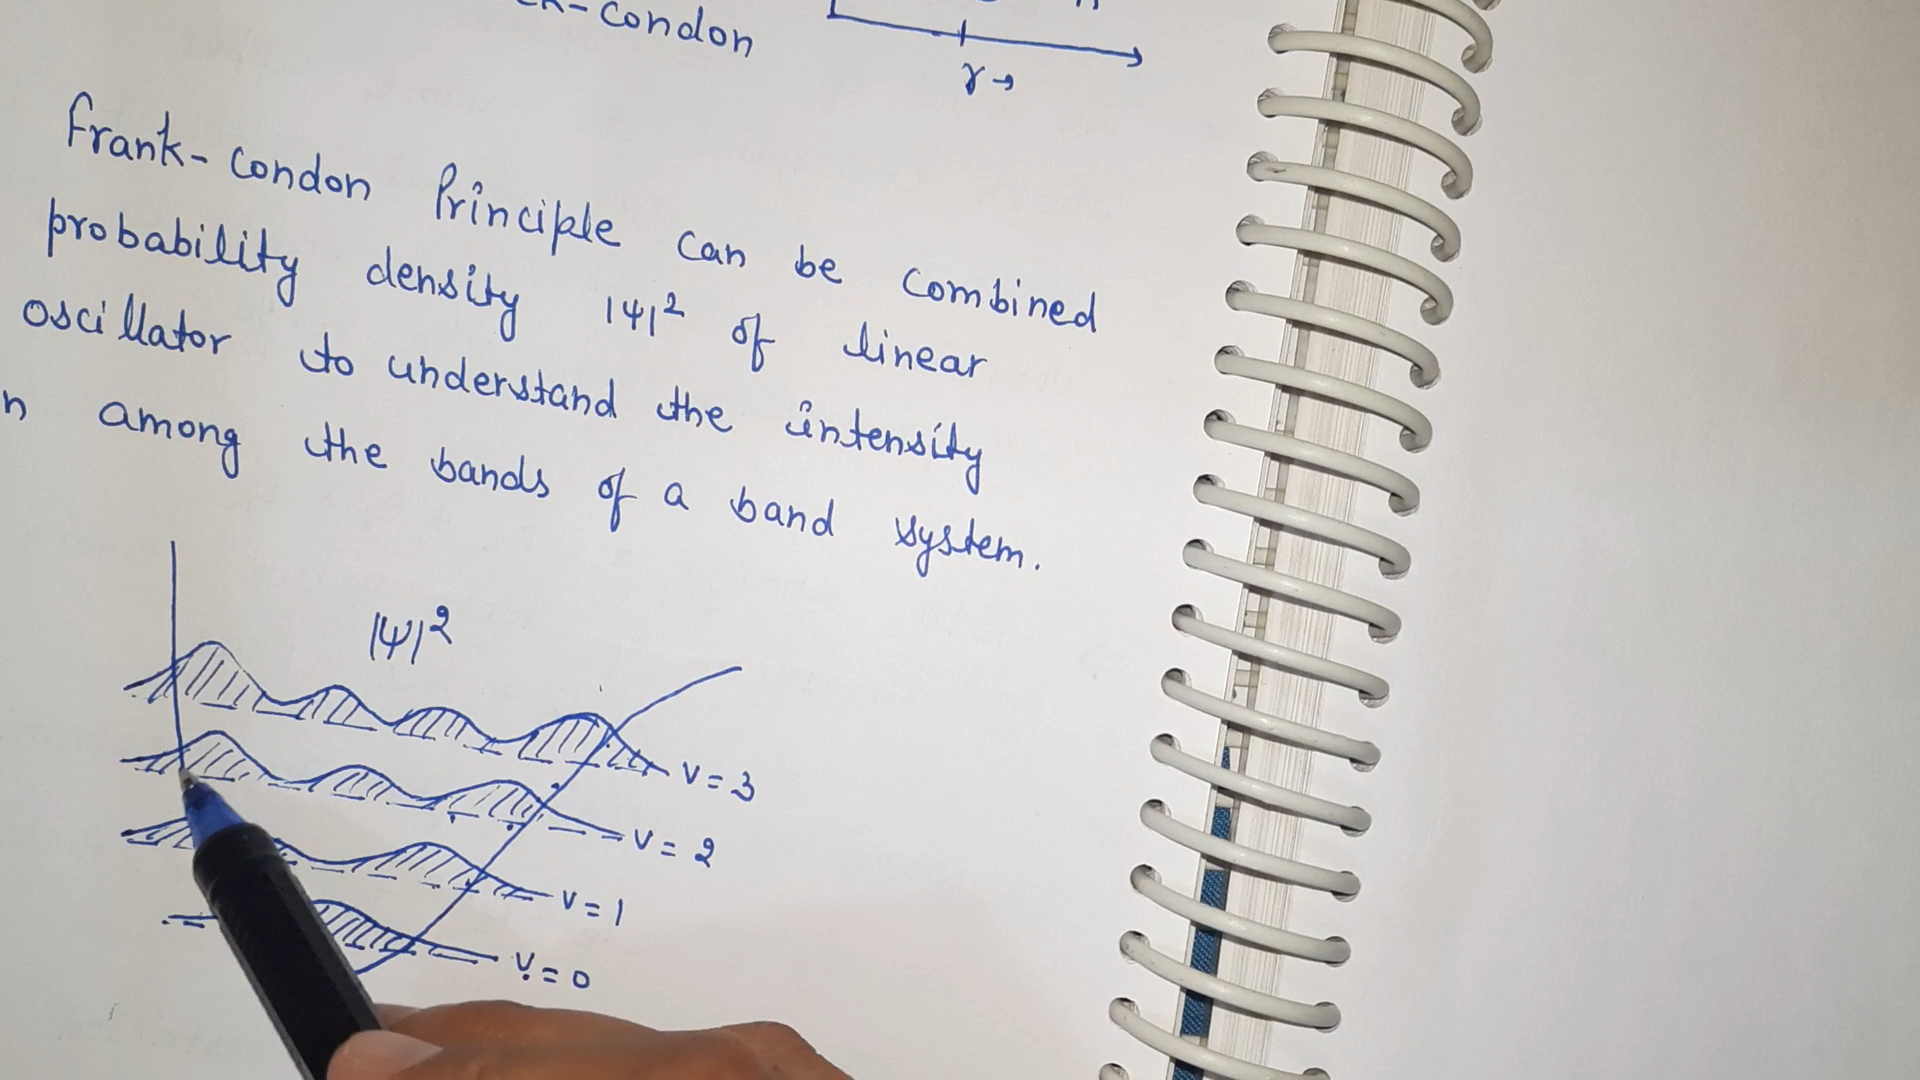 -Condon
r→
Frank-Condon Principle can be combined
probability density |ψ|² of linear
oscillator to understand the intensity
n among the bands of a band system.
|ψ|²
v=3
v=2
v=1
v=0